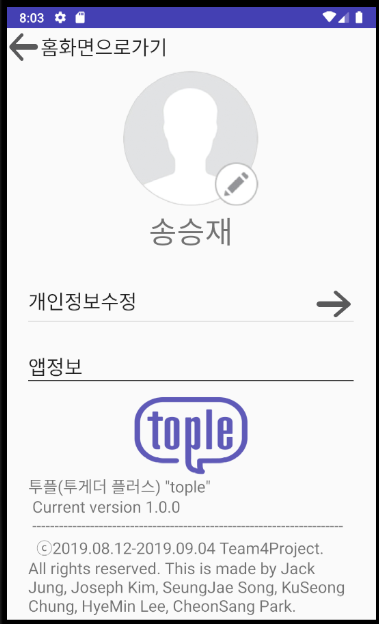 8:03
홈화면으로가기
송승재
개인정보수정
앱정보
tople
투플(투게더 플러스) "tople"
Current version 1.0.0
------------------------------------------------------------------------
ⓒ2019.08.12-2019.09.04 Team4Project.
All rights reserved. This is made by Jack
Jung, Joseph Kim, SeungJae Song, KuSeong
Chung, HyeMin Lee, CheonSang Park.